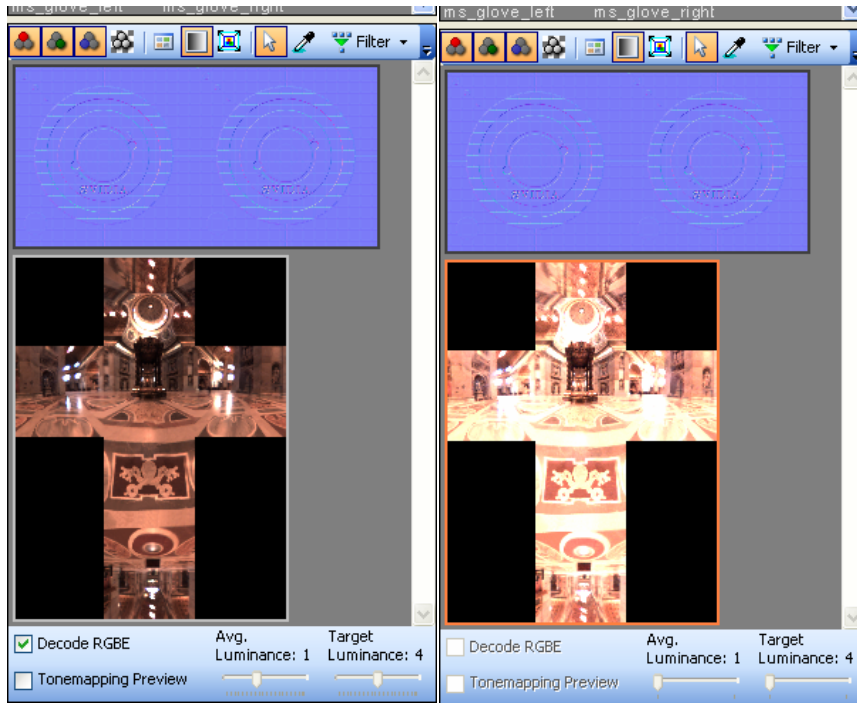 ms_glove_left ms_glove_right
Filter
Decode RGBE
Avg. Luminance: 1
Target Luminance: 4
Tonemapping Preview
ms_glove_left ms_glove_right
Filter
Decode RGBE
Avg. Luminance: 1
Target Luminance: 4
Tonemapping Preview